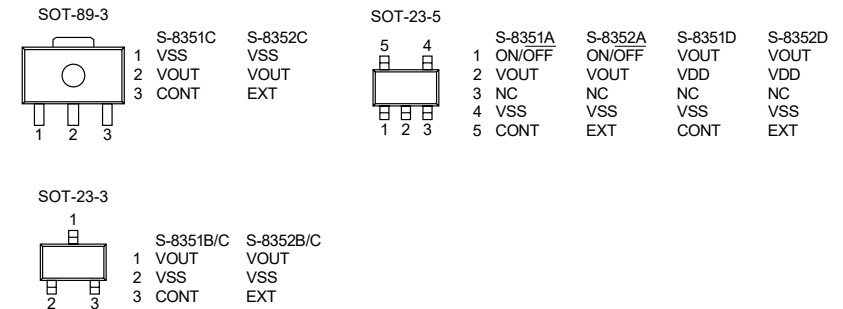 SOT-89-3
S-8351C S-8352C
1 VSS VSS
2 VOUT VOUT
3 CONT EXT
1 2 3
SOT-23-5
5 4
S-8351A S-8352A S-8351D S-8352D
1 ON/OFF ON/OFF VOUT VOUT
2 VOUT VOUT VDD VDD
3 NC NC NC NC
4 VSS VSS VSS VSS
5 CONT EXT CONT EXT
1 2 3
SOT-23-3
1
S-8351B/C S-8352B/C
1 VOUT VOUT
2 VSS VSS
3 CONT EXT
2 3